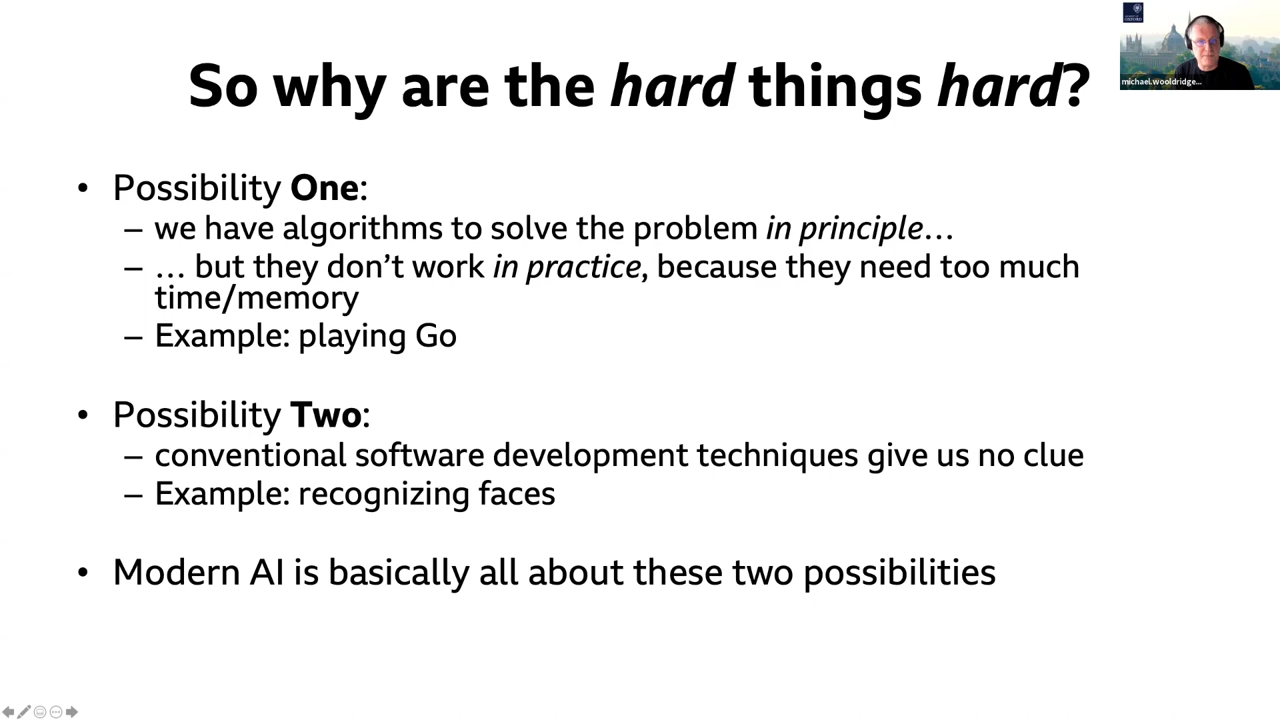 So why are the hard things hard?
• Possibility One:
– we have algorithms to solve the problem in principle…
– … but they don’t work in practice, because they need too much
time/memory
– Example: playing Go
• Possibility Two:
– conventional software development techniques give us no clue
– Example: recognizing faces
• Modern AI is basically all about these two possibilities
OXFORD
michael.wooldridge...